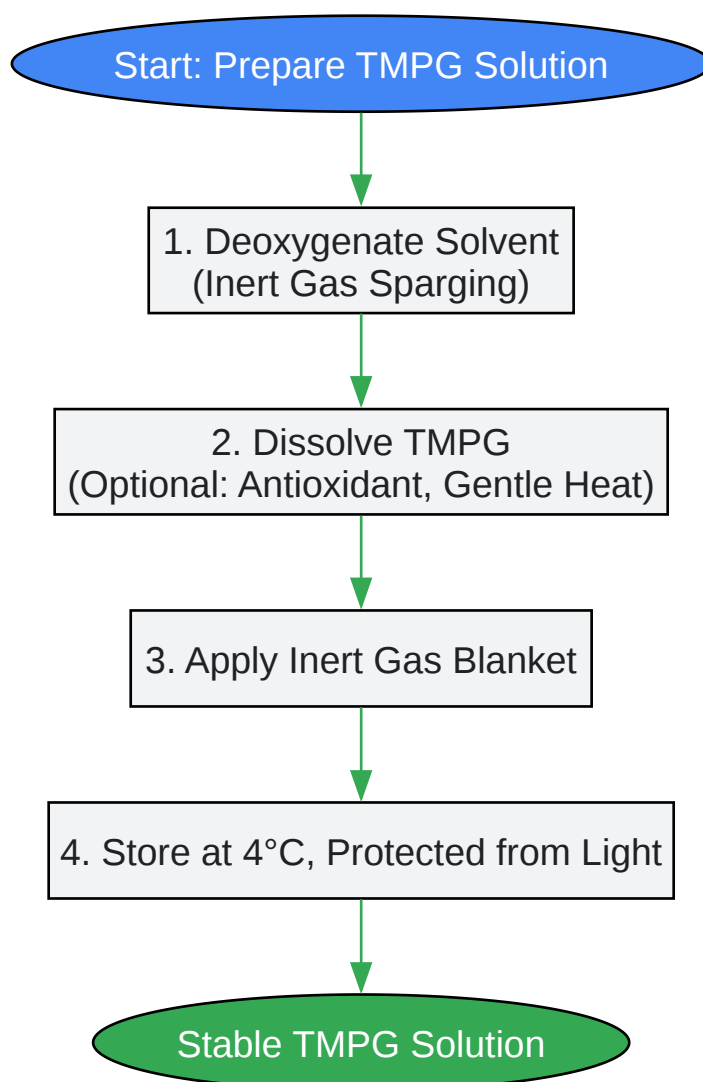 Start: Prepare TMPG Solution
1. Deoxygenate Solvent
(Inert Gas Sparging)
2. Dissolve TMPG
(Optional: Antioxidant, Gentle Heat)
3. Apply Inert Gas Blanket
4. Store at 4°C, Protected from Light
Stable TMPG Solution